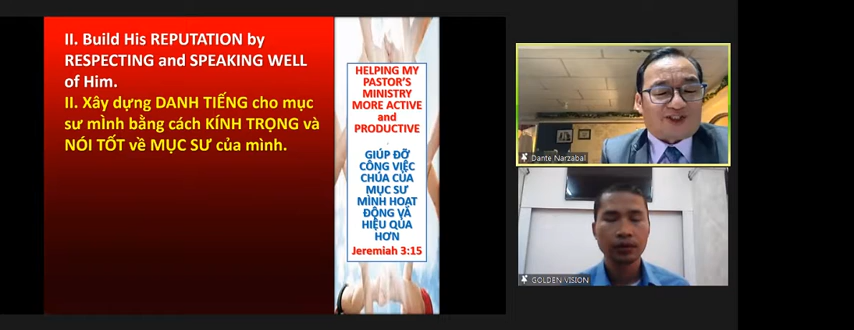 II. Build His REPUTATION by
RESPECTING and SPEAKING WELL
of Him.
II. Xây dựng DANH TIẾNG cho mục
sư mình bằng cách KÍNH TRỌNG và
NÓI TỐT về MỤC SƯ của mình.
HELPING MY
PASTOR'S
MINISTRY
MORE ACTIVE
and
PRODUCTIVE
GIÚP ĐỠ
CÔNG VIỆC
CHÚA CỦA
MỤC SƯ
MÌNH HOẠT
ĐỘNG VÀ
HIỆU QUẢ
HƠN
Jeremiah 3:15
Dante Narzabal
GOLDEN VISION